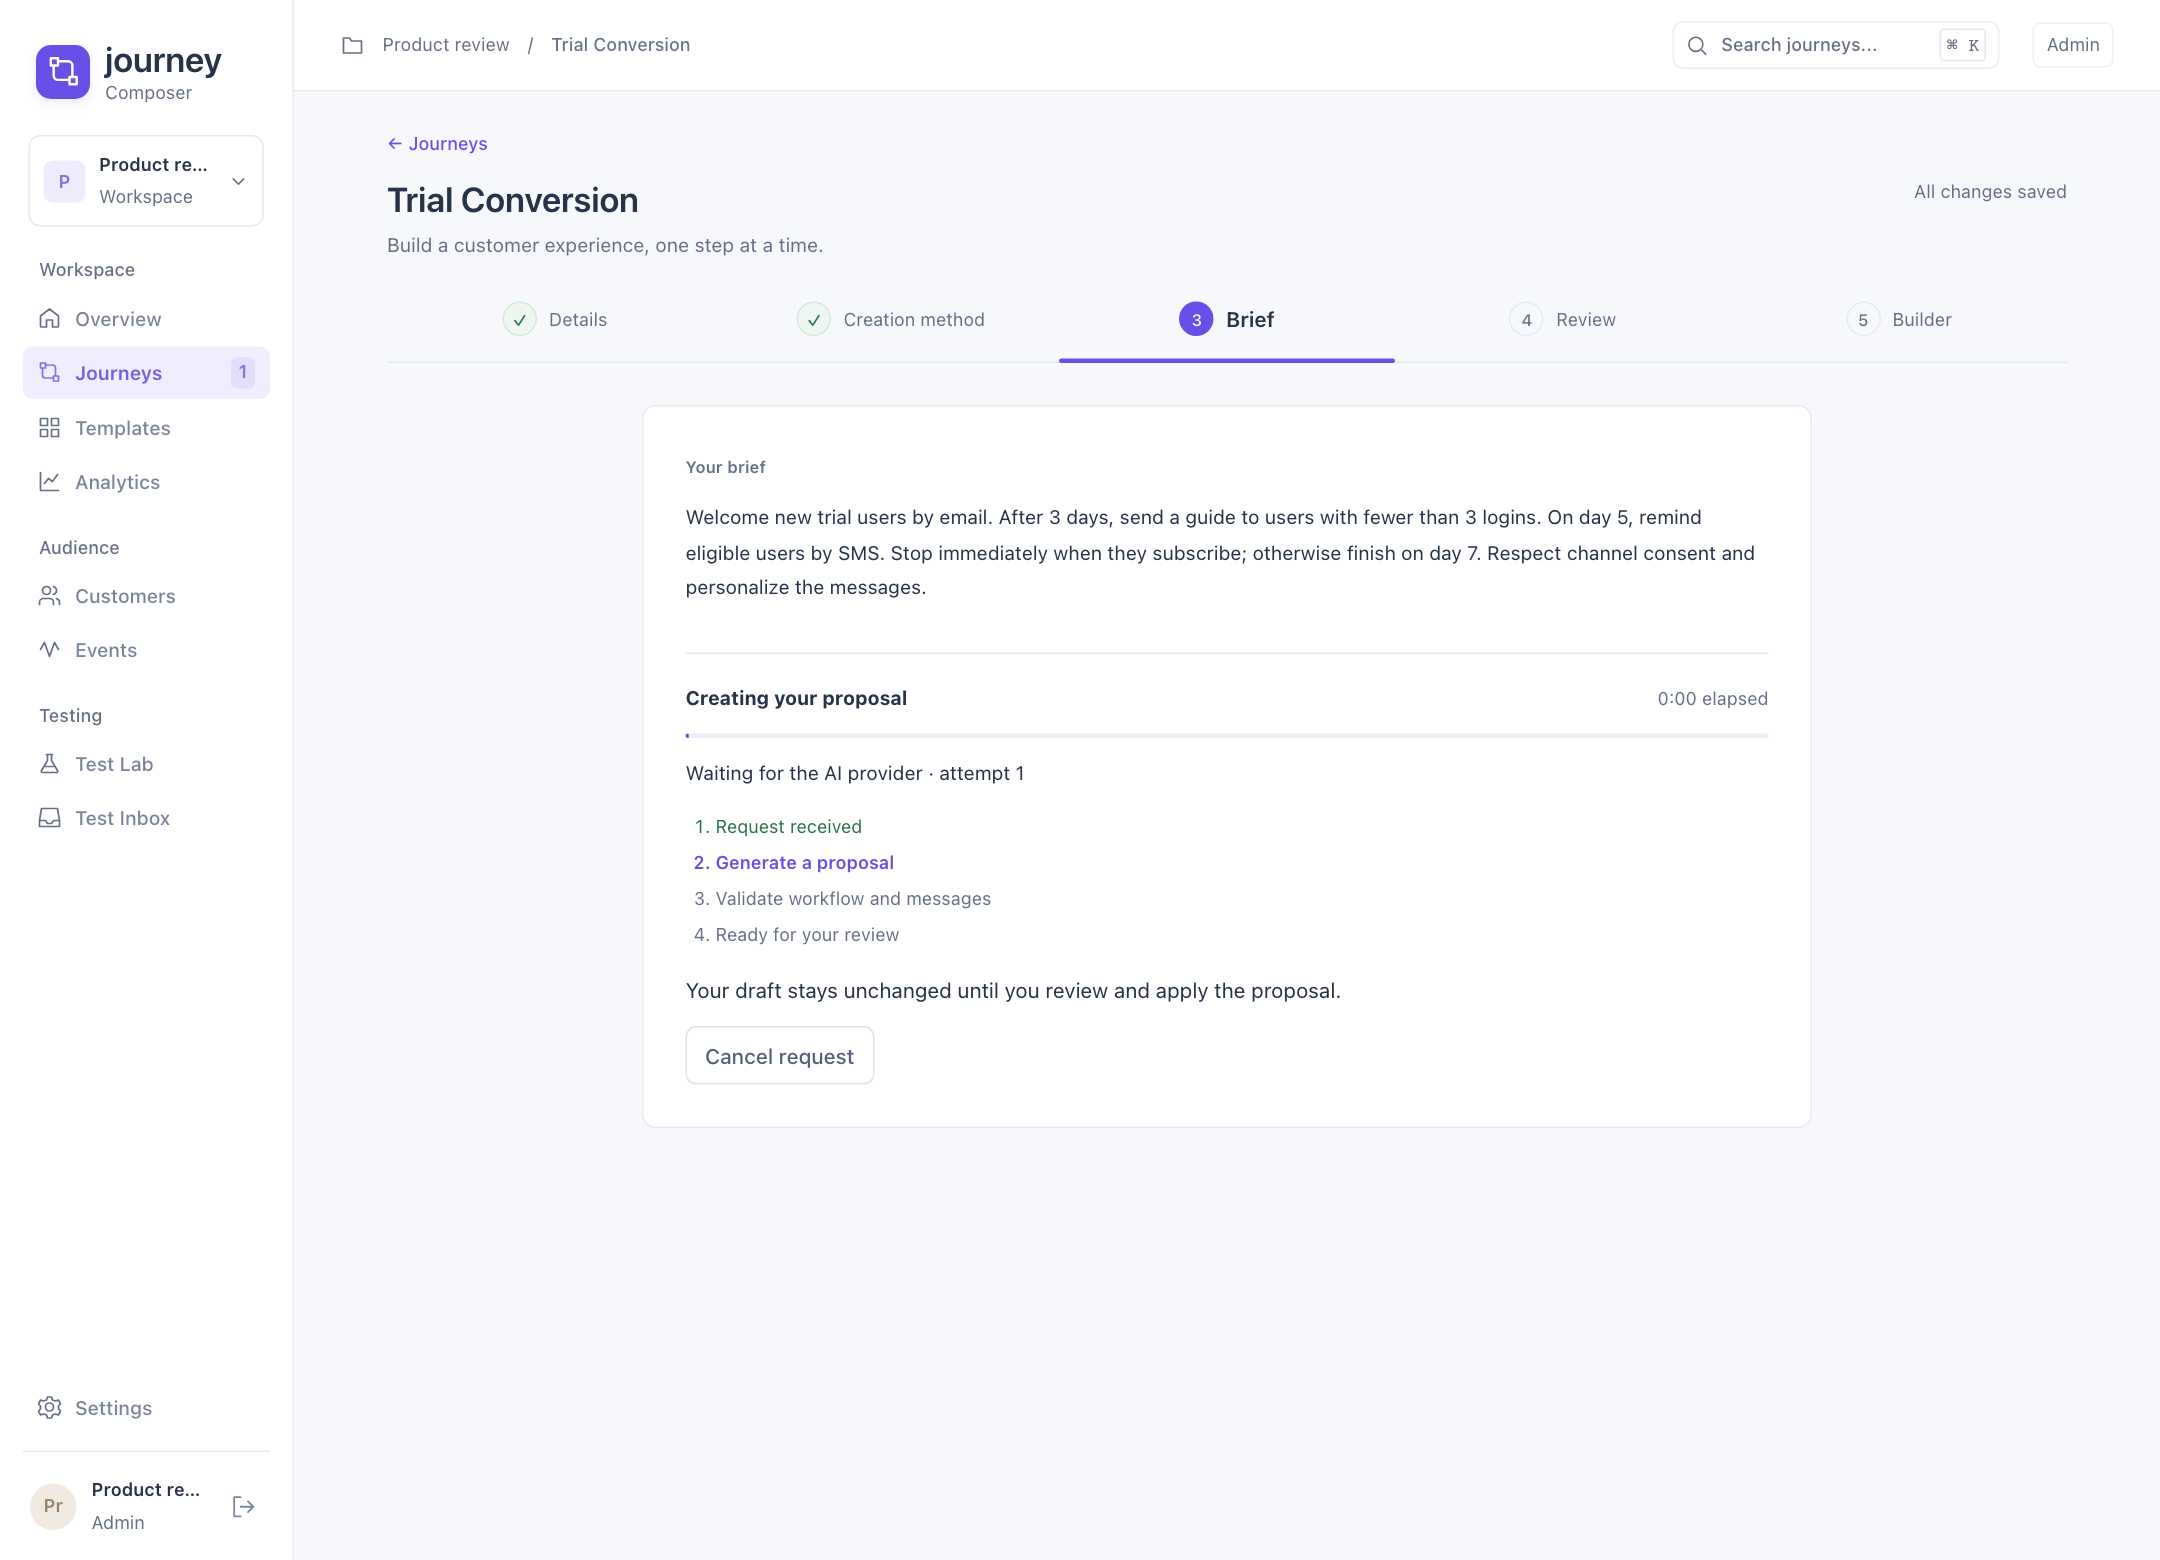 journey
Composer
P
Product re...
Workspace
Workspace
Overview
Journeys 1
Templates
Analytics
Audience
Customers
Events
Testing
Test Lab
Test Inbox
Settings
Pr
Product re...
Admin
Product review / Trial Conversion
Search journeys... ⌘ K
Admin
← Journeys
Trial Conversion
All changes saved
Build a customer experience, one step at a time.
Details
Creation method
3 Brief
4 Review
5 Builder
Your brief
Welcome new trial users by email. After 3 days, send a guide to users with fewer than 3 logins. On day 5, remind
eligible users by SMS. Stop immediately when they subscribe; otherwise finish on day 7. Respect channel consent and
personalize the messages.
Creating your proposal
0:00 elapsed
Waiting for the AI provider · attempt 1
1. Request received
2. Generate a proposal
3. Validate workflow and messages
4. Ready for your review
Your draft stays unchanged until you review and apply the proposal.
Cancel request